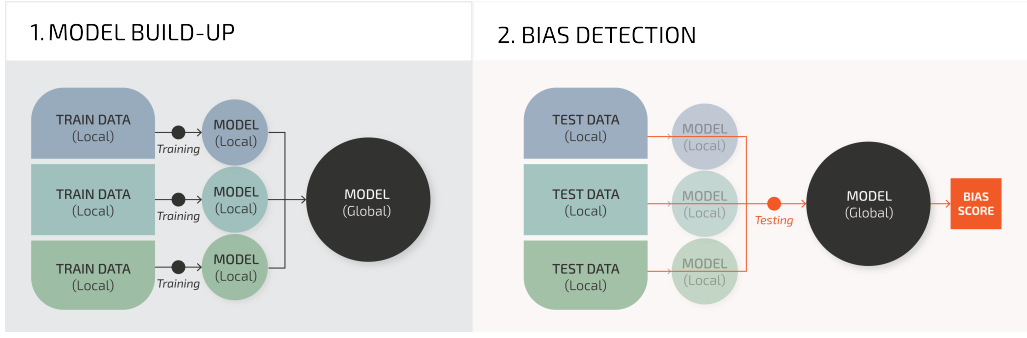 1. MODEL BUILD-UP
TRAIN DATA
(Local)
Training
MODEL
(Local)
TRAIN DATA
(Local)
Training
MODEL
(Local)
TRAIN DATA
(Local)
Training
MODEL
(Local)
MODEL
(Global)
2. BIAS DETECTION
TEST DATA
(Local)
MODEL
(Local)
TEST DATA
(Local)
MODEL
(Local)
TEST DATA
(Local)
MODEL
(Local)
Testing
MODEL
(Global)
BIAS
SCORE